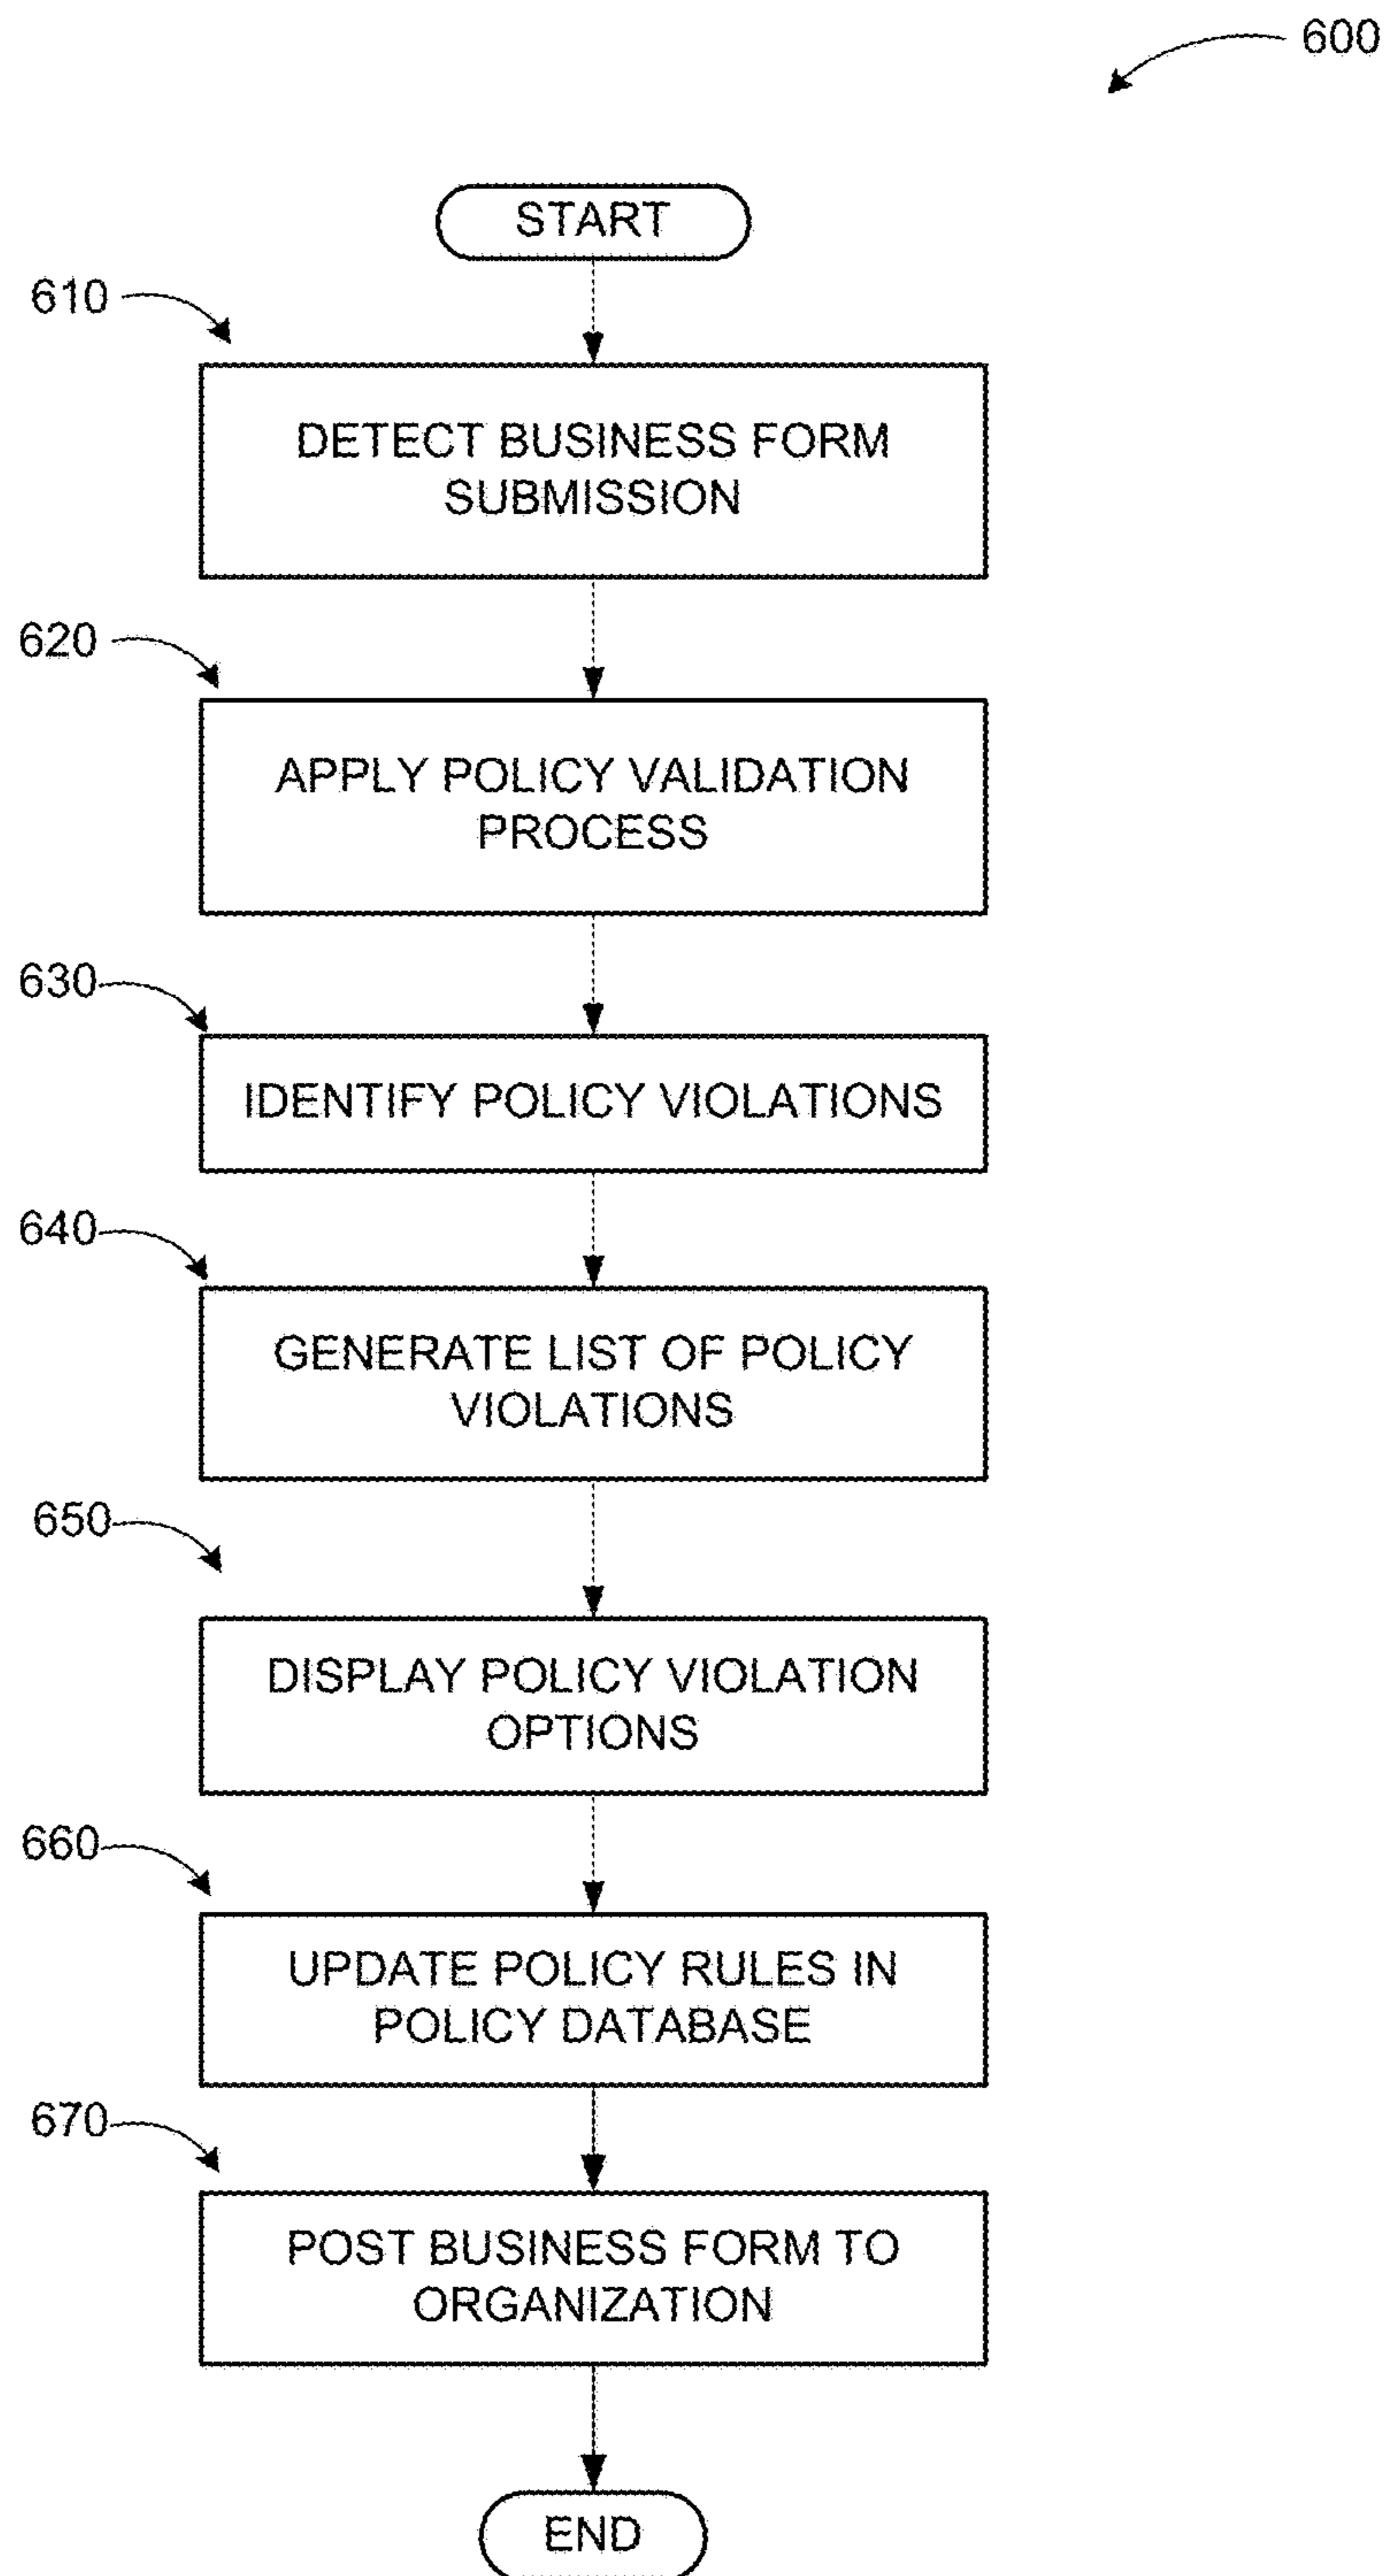 600
START
610
DETECT BUSINESS FORM
SUBMISSION
620
APPLY POLICY VALIDATION
PROCESS
630
IDENTIFY POLICY VIOLATIONS
640
GENERATE LIST OF POLICY
VIOLATIONS
650
DISPLAY POLICY VIOLATION
OPTIONS
660
UPDATE POLICY RULES IN
POLICY DATABASE
670
POST BUSINESS FORM TO
ORGANIZATION
END